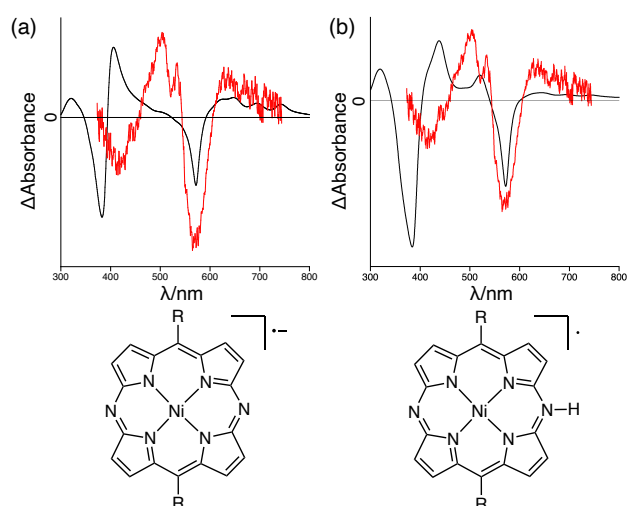 (a)
ΔAbsorbance
0
300 400 500 600 700 800
λ/nm
(b)
ΔAbsorbance
0
300 400 500 600 700 800
λ/nm
R
•−
N N
N Ni N
N N
R
R
•
N N
Ni N–H
N
N N
R